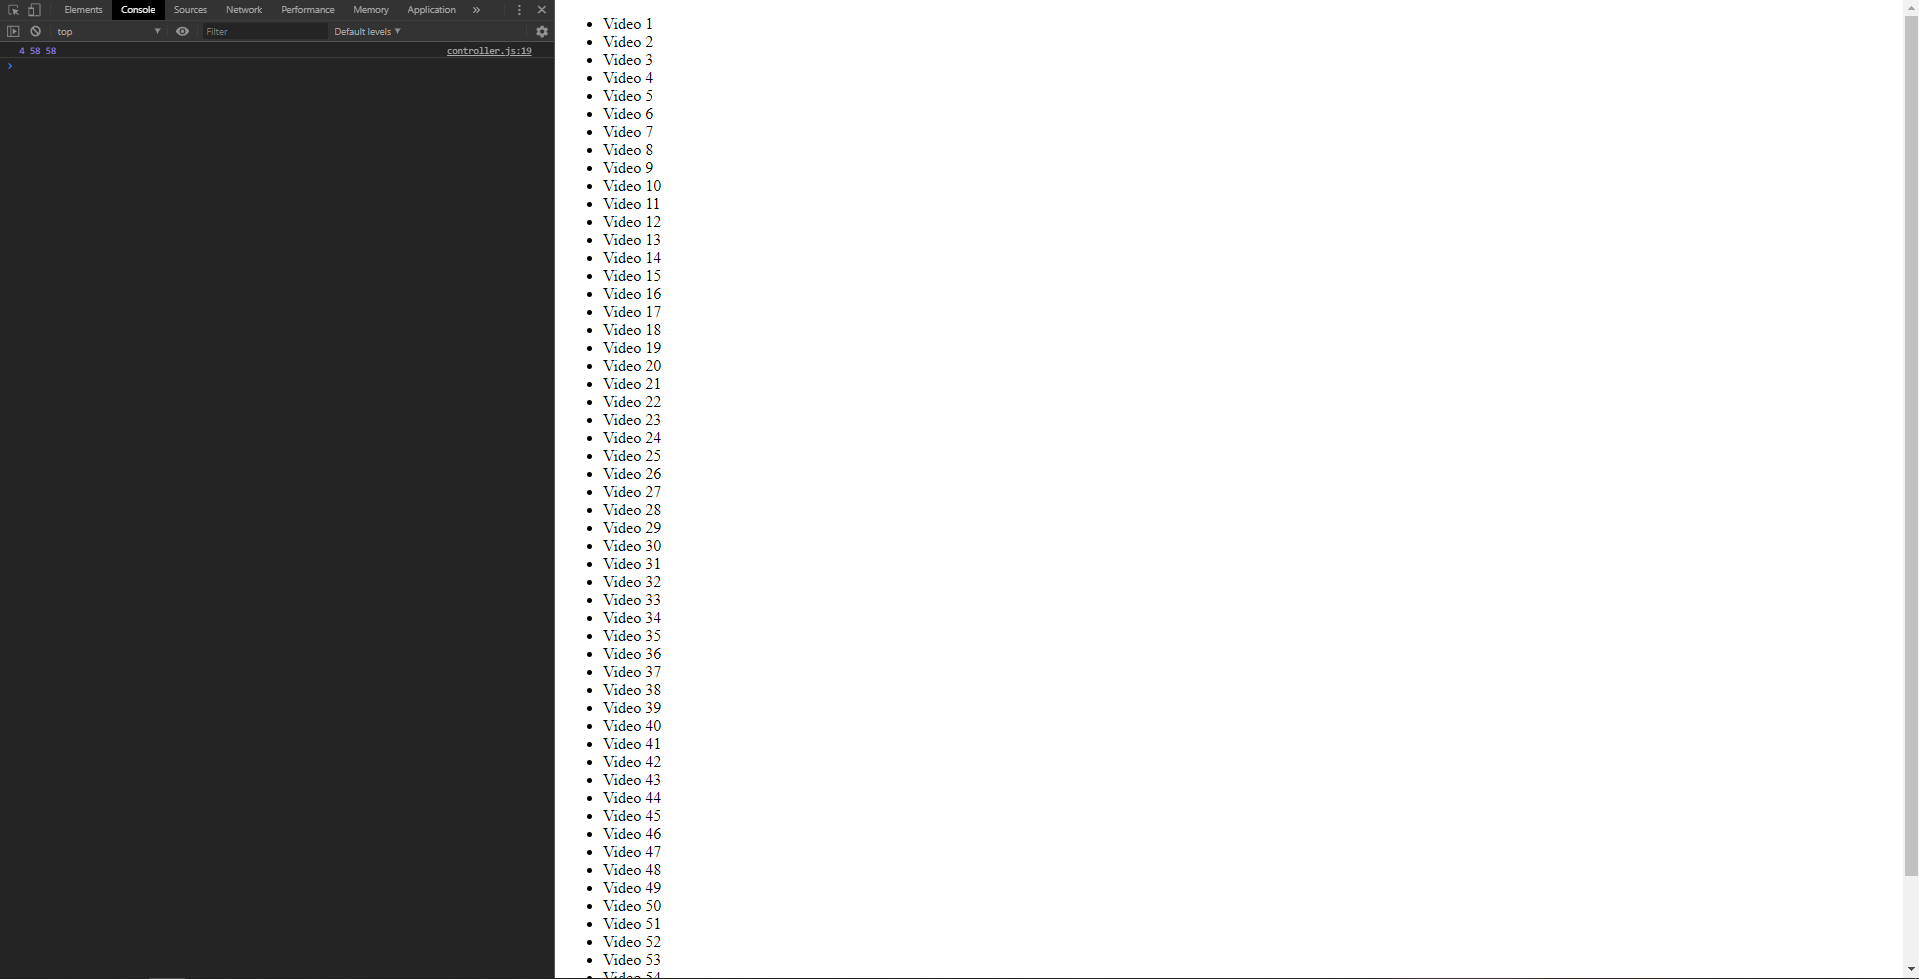 Elements Console Sources Network Performance Memory Application »
top Filter Default levels
4 58 58 controller.js:19
Video 1
Video 2
Video 3
Video 4
Video 5
Video 6
Video 7
Video 8
Video 9
Video 10
Video 11
Video 12
Video 13
Video 14
Video 15
Video 16
Video 17
Video 18
Video 19
Video 20
Video 21
Video 22
Video 23
Video 24
Video 25
Video 26
Video 27
Video 28
Video 29
Video 30
Video 31
Video 32
Video 33
Video 34
Video 35
Video 36
Video 37
Video 38
Video 39
Video 40
Video 41
Video 42
Video 43
Video 44
Video 45
Video 46
Video 47
Video 48
Video 49
Video 50
Video 51
Video 52
Video 53
Video 54